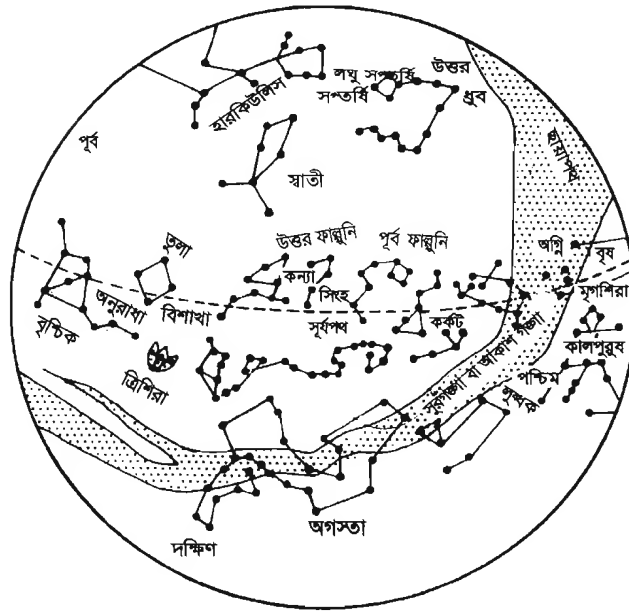 উত্তর
লঘু সপ্তর্ষি
সপ্তর্ষি
ধ্রুব
হারকিউলিস
ছায়াপথ
পূর্ব
স্বাতী
তুলা
উত্তর ফাল্গুনি
পূর্ব ফাল্গুনি
অগ্নি
বৃষ
কন্যা
সিংহ
মৃগশিরা
অনুরাধা
বিশাখা
সূর্যপথ
কর্কট
বৃশ্চিক
কালপুরুষ
ত্রিশিরা
সুরগঙ্গা বা আকাশ গঙ্গা
পশ্চিম
লুব্ধক
অগস্তা
দক্ষিণ